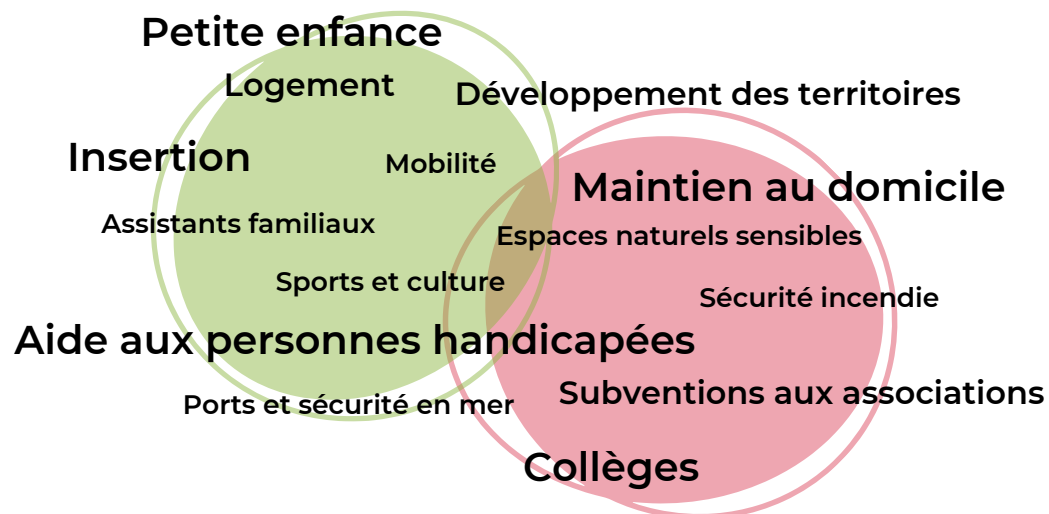 Petite enfance
Logement
Développement des territoires
Insertion
Mobilité
Maintien au domicile
Assistants familiaux
Espaces naturels sensibles
Sports et culture
Sécurité incendie
Aide aux personnes handicapées
Subventions aux associations
Ports et sécurité en mer
Collèges